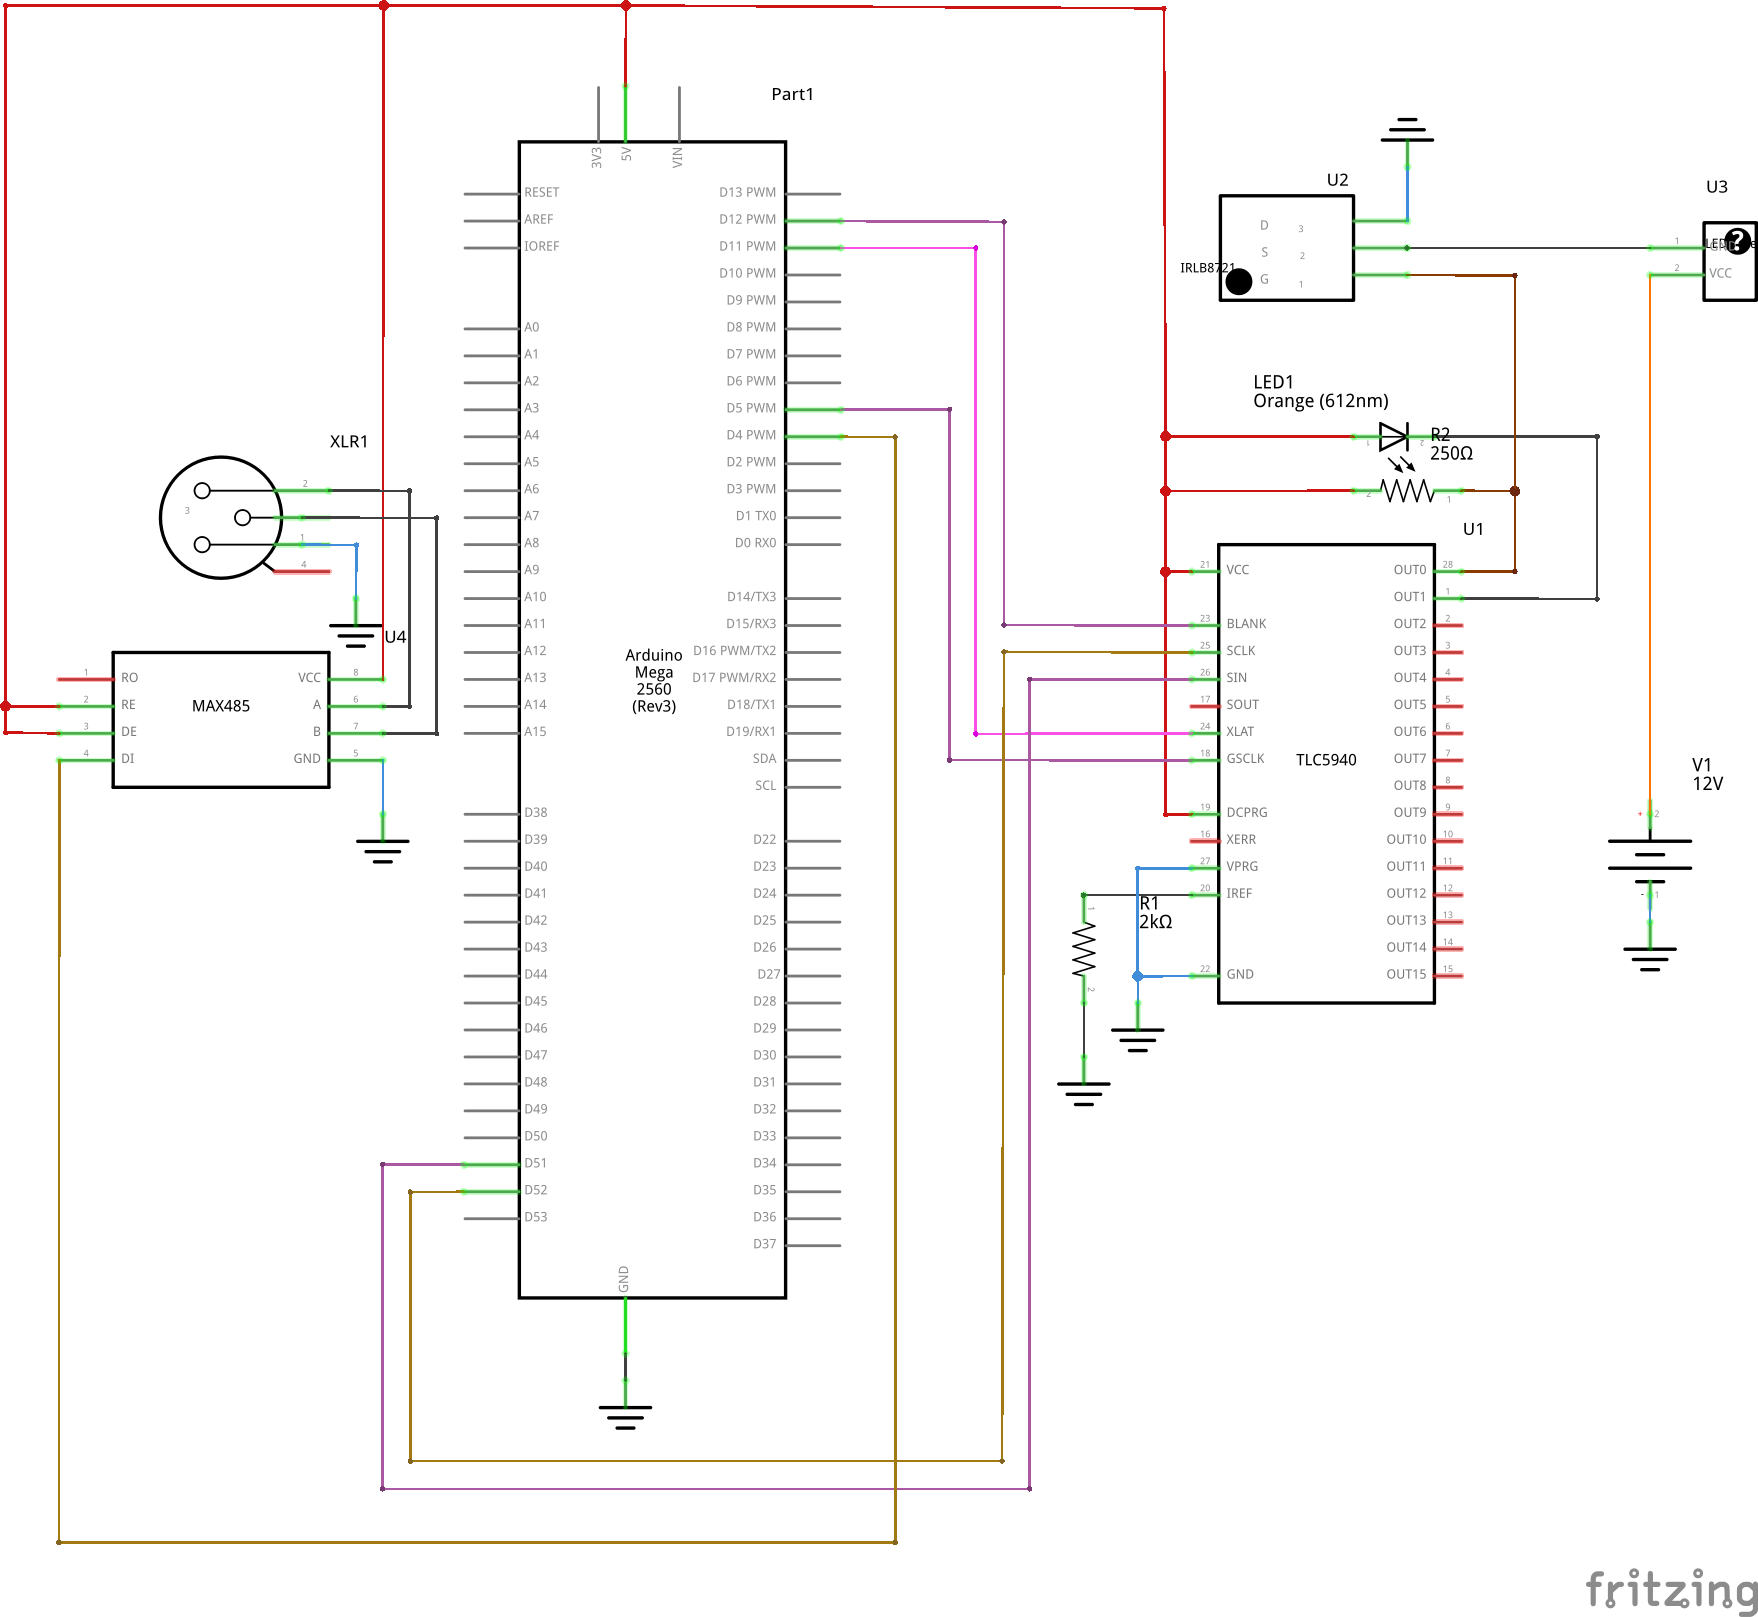 Part1
3V3
5V
VIN
RESET
AREF
IOREF
A0
A1
A2
A3
A4
A5
A6
A7
A8
A9
A10
A11
A12
A13
A14
A15
D38
D39
D40
D41
D42
D43
D44
D45
D46
D47
D48
D49
D50
D51
D52
D53
D13 PWM
D12 PWM
D11 PWM
D10 PWM
D9 PWM
D8 PWM
D7 PWM
D6 PWM
D5 PWM
D4 PWM
D2 PWM
D3 PWM
D1 TX0
D0 RX0
D14/TX3
D15/RX3
D16 PWM/TX2
D17 PWM/RX2
D18/TX1
D19/RX1
SDA
SCL
D22
D23
D24
D25
D26
D27
D28
D29
D30
D31
D32
D33
D34
D35
D36
D37
GND
Arduino
Mega
2560
(Rev3)
XLR1
2
3
1
4
U4
MAX485
1 RO
2 RE
3 DE
4 DI
VCC 8
A 6
B 7
GND 5
U2
IRLB8721
D 3
S 2
G 1
U3
1
2 VCC
LED1
Orange (612nm)
1
2
R2
250Ω
2
1
U1
TLC5940
21 VCC
23 BLANK
25 SCLK
26 SIN
17 SOUT
24 XLAT
18 GSCLK
19 DCPRG
16 XERR
27 VPRG
20 IREF
22 GND
OUT0 28
OUT1 1
OUT2 2
OUT3 3
OUT4 4
OUT5 5
OUT6 6
OUT7 7
OUT8 8
OUT9 9
OUT10 10
OUT11 11
OUT12 12
OUT13 13
OUT14 14
OUT15 15
R1
2kΩ
1
2
V1
12V
+ 2
- 1
fritzing